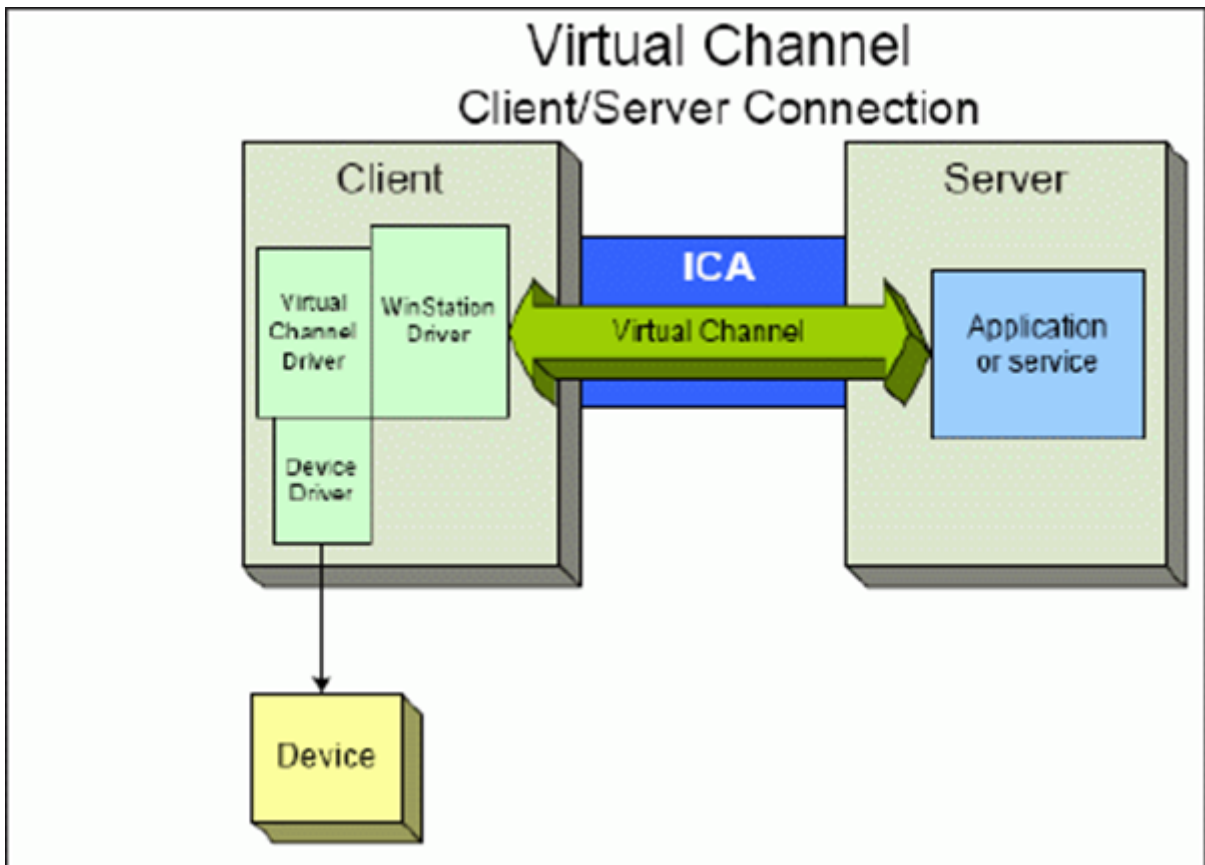 Virtual Channel
Client/Server Connection
Client
Server
ICA
Virtual
Channel
Driver
WinStation
Driver
Virtual Channel
Application
or service
Device
Driver
Device